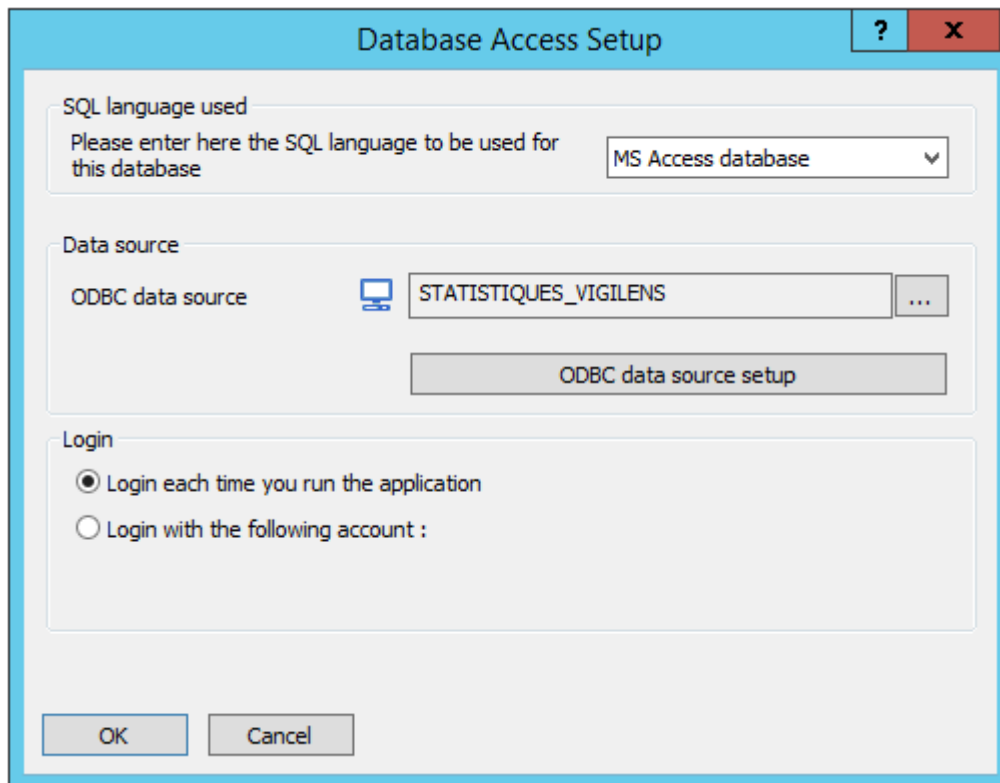 Database Access Setup
?
x
SQL language used
Please enter here the SQL language to be used for
this database
MS Access database
Data source
ODBC data source
STATISTIQUES_VIGILENS
...
ODBC data source setup
Login
Login each time you run the application
Login with the following account :
OK
Cancel